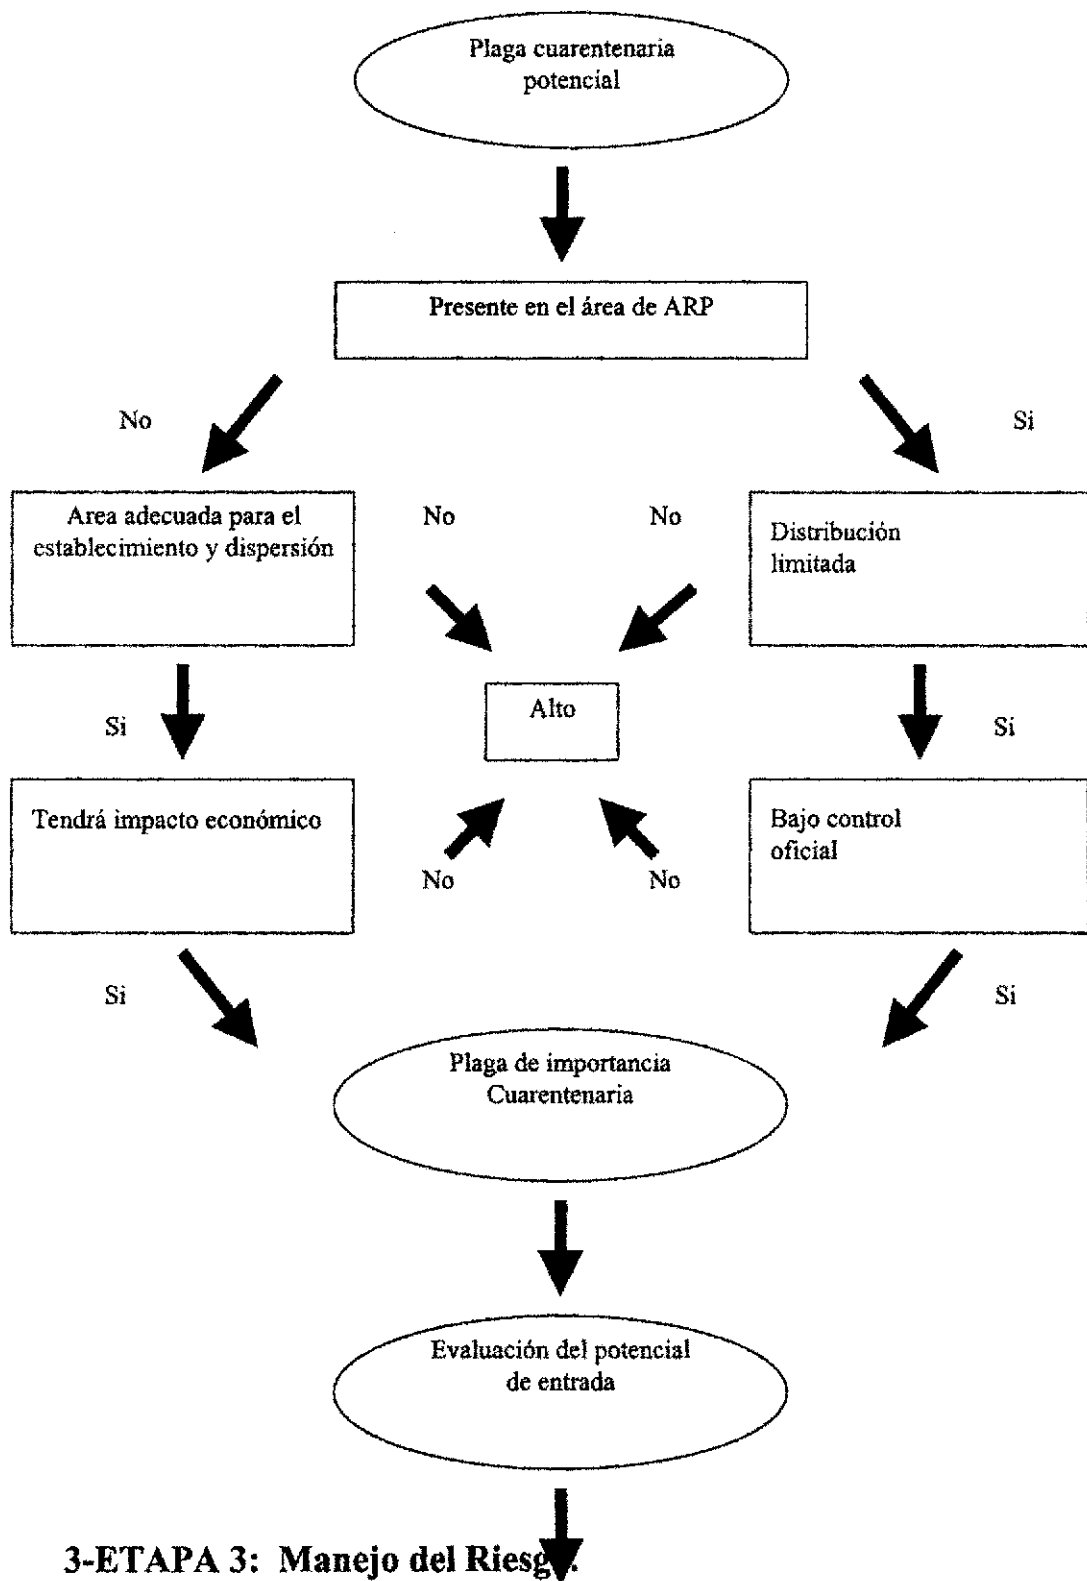 Plaga cuarentenaria
potencial
Presente en el área de ARP
No
Si
Area adecuada para el
establecimiento y dispersión
No
No
Distribución
limitada
Alto
Si
Si
Tendrá impacto económico
Bajo control
oficial
No
No
Si
Si
Plaga de importancia
Cuarentenaria
Evaluación del potencial
de entrada
3-ETAPA 3: Manejo del